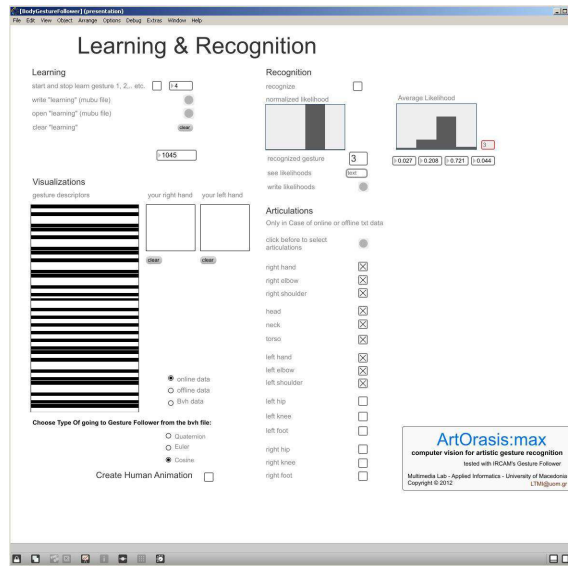 [BodyGestureFollower] (presentation)
File Edit View Object Arrange Options Debug Extras Window Help
Learning & Recognition
Learning
start and stop learn gesture 1, 2,.. etc.
4
write "learning" (mubu file)
open "learning" (mubu file)
clear "learning"
clear
1045
Recognition
recognize
normalized likelihood
Average Likelihood
3
0.027 0.208 0.721 0.044
recognized gesture
3
see likelihoods
text
write likelihoods
Visualizations
gesture descriptors
your right hand
your left hand
clear
clear
online data
offline data
Bvh data
Choose Type Of going to Gesture Follower from the bvh file:
Quaternion
Euler
Cosine
Create Human Animation
Articulations
Only in Case of online or offline txt data
click before to select
articulations
right hand
right elbow
right shoulder
head
neck
torso
left hand
left elbow
left shoulder
left hip
left knee
left foot
right hip
right knee
right foot
ArtOrasis:max
computer vision for artistic gesture recognition
tested with IRCAM's Gesture Follower
Multimedia Lab - Applied Informatica - University of Macedonia
Copyright © 2012
LTMI@uom.gr